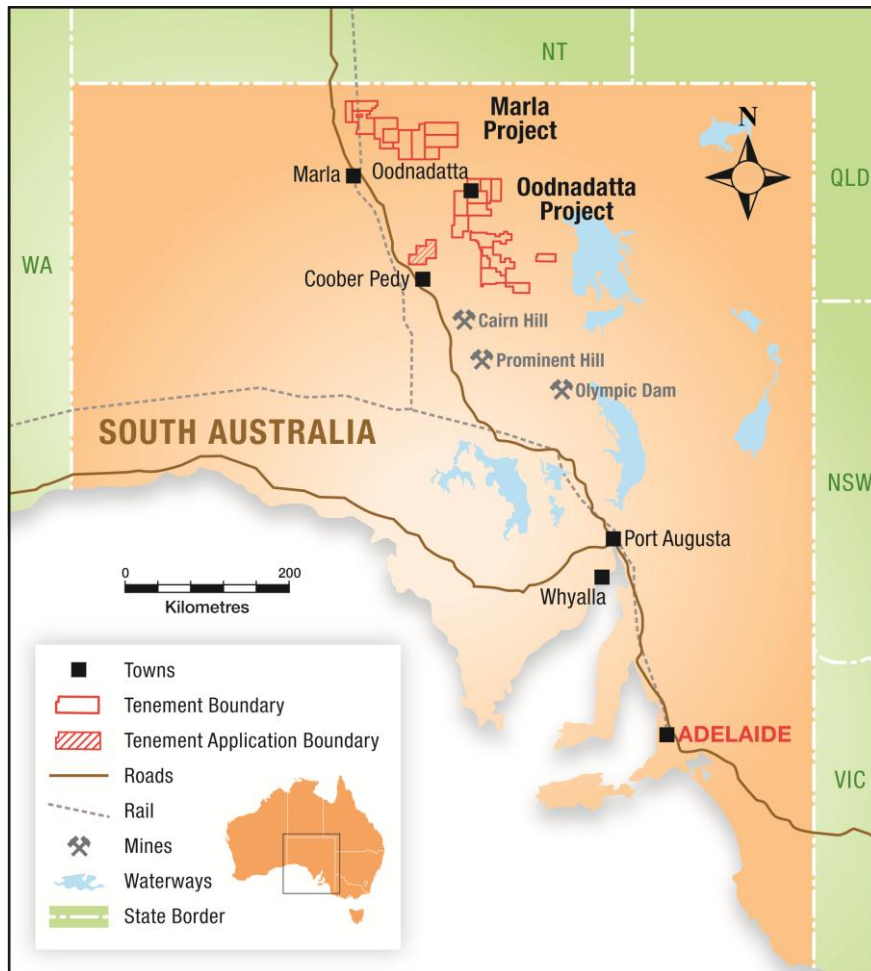 NT
Marla
Project
N
Marla
Oodnadatta
Oodnadatta
Project
QLD
WA
Coober Pedy
Cairn Hill
Prominent Hill
Olympic Dam
SOUTH AUSTRALIA
NSW
Port Augusta
Whyalla
0 200
Kilometres
Towns
Tenement Boundary
Tenement Application Boundary
Roads
Rail
Mines
Waterways
State Border
ADELAIDE
VIC